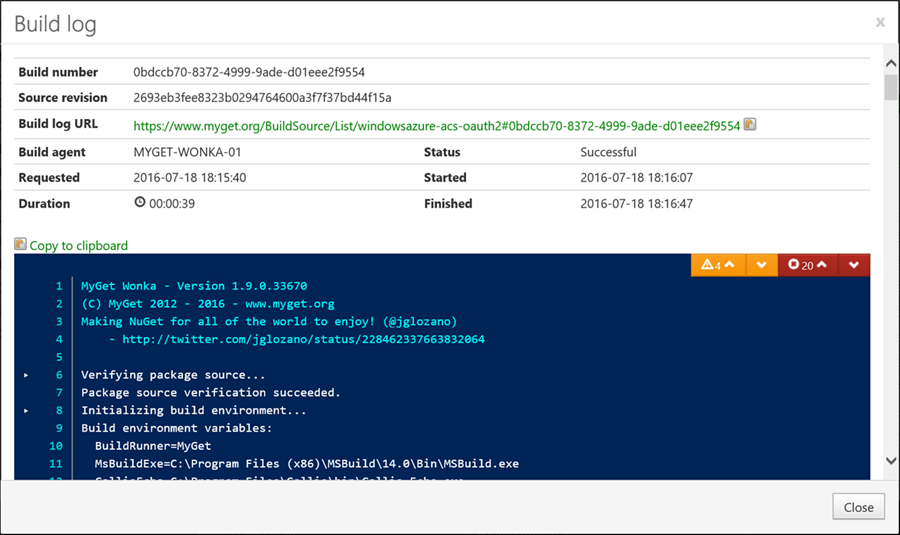 Build log x
Build number 0bdccb70-8372-4999-9ade-d01eee2f9554
Source revision 2693eb3fee8323b0294764600a3f7f37bd44f15a
Build log URL https://www.myget.org/BuildSource/List/windowsazure-acs-oauth2#0bdccb70-8372-4999-9ade-d01eee2f9554
Build agent MYGET-WONKA-01 Status Successful
Requested 2016-07-18 18:15:40 Started 2016-07-18 18:16:07
Duration 00:00:39 Finished 2016-07-18 18:16:47
Copy to clipboard
4 20
1 MyGet Wonka - Version 1.9.0.33670
2 (C) MyGet 2012 - 2016 - www.myget.org
3 Making NuGet for all of the world to enjoy! (@jglozano)
4 - http://twitter.com/jglozano/status/228462337663832064
5
6 Verifying package source...
7 Package source verification succeeded.
8 Initializing build environment...
9 Build environment variables:
10 BuildRunner=MyGet
11 MsBuildExe=C:\Program Files (x86)\MSBuild\14.0\Bin\MSBuild.exe
Close